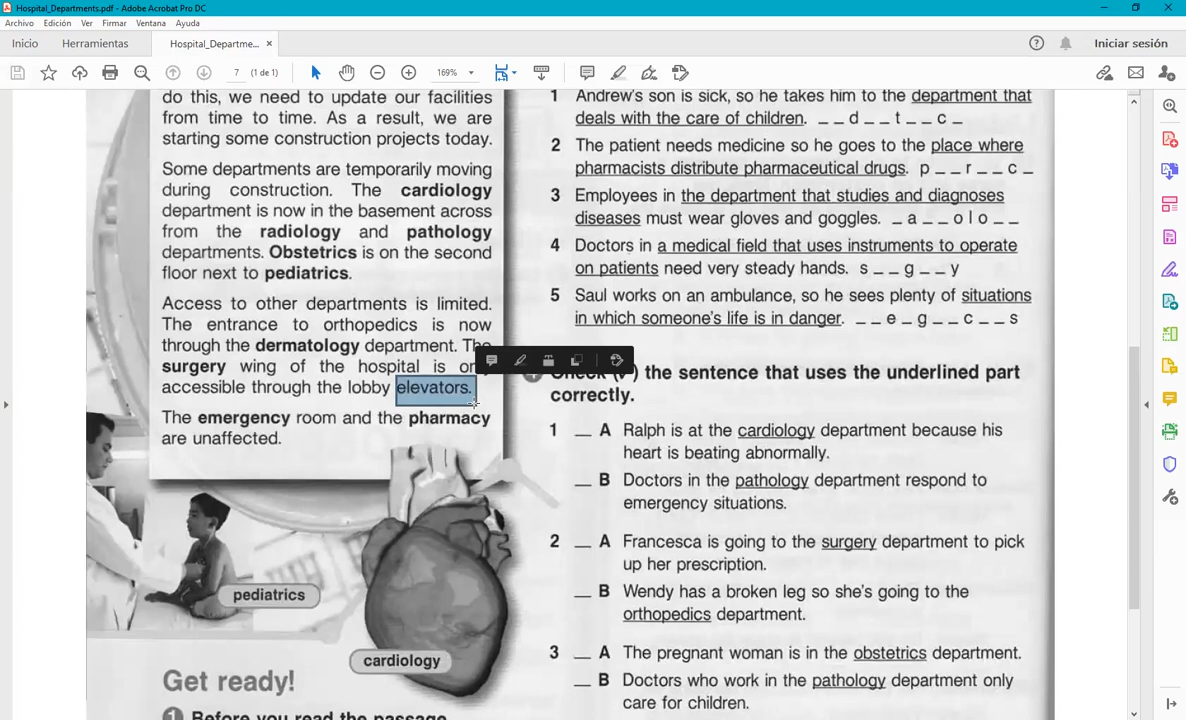 Hospital_Departments.pdf - Adobe Acrobat Pro DC
Archivo Edición Ver Firmar Ventana Ayuda
Inicio Herramientas Hospital_Departme... × Iniciar sesión
7 (1 de 1) 169%
do this, we need to update our facilities
from time to time. As a result, we are
starting some construction projects today.
Some departments are temporarily moving
during construction. The cardiology
department is now in the basement across
from the radiology and pathology
departments. Obstetrics is on the second
floor next to pediatrics.
Access to other departments is limited.
The entrance to orthopedics is now
through the dermatology department. The
surgery wing of the hospital is
accessible through the lobby elevators.
The emergency room and the pharmacy
are unaffected.
pediatrics
cardiology
Get ready!
1 Before you read the passage
1 Andrew's son is sick, so he takes him to the department that
deals with the care of children. _ _ d _ _ t _ _ c _
2 The patient needs medicine so he goes to the place where
pharmacists distribute pharmaceutical drugs. p _ _ r _ _ c _
3 Employees in the department that studies and diagnoses
diseases must wear gloves and goggles. _ a _ _ o l o _ _
4 Doctors in a medical field that uses instruments to operate
on patients need very steady hands. s _ _ g _ _ y
5 Saul works on an ambulance, so he sees plenty of situations
in which someone's life is in danger. _ _ e _ g _ _ c _ _ s
Check (✓) the sentence that uses the underlined part
correctly.
1 __ A Ralph is at the cardiology department because his
heart is beating abnormally.
__ B Doctors in the pathology department respond to
emergency situations.
2 __ A Francesca is going to the surgery department to pick
up her prescription.
__ B Wendy has a broken leg so she's going to the
orthopedics department.
3 __ A The pregnant woman is in the obstetrics department.
__ B Doctors who work in the pathology department only
care for children.